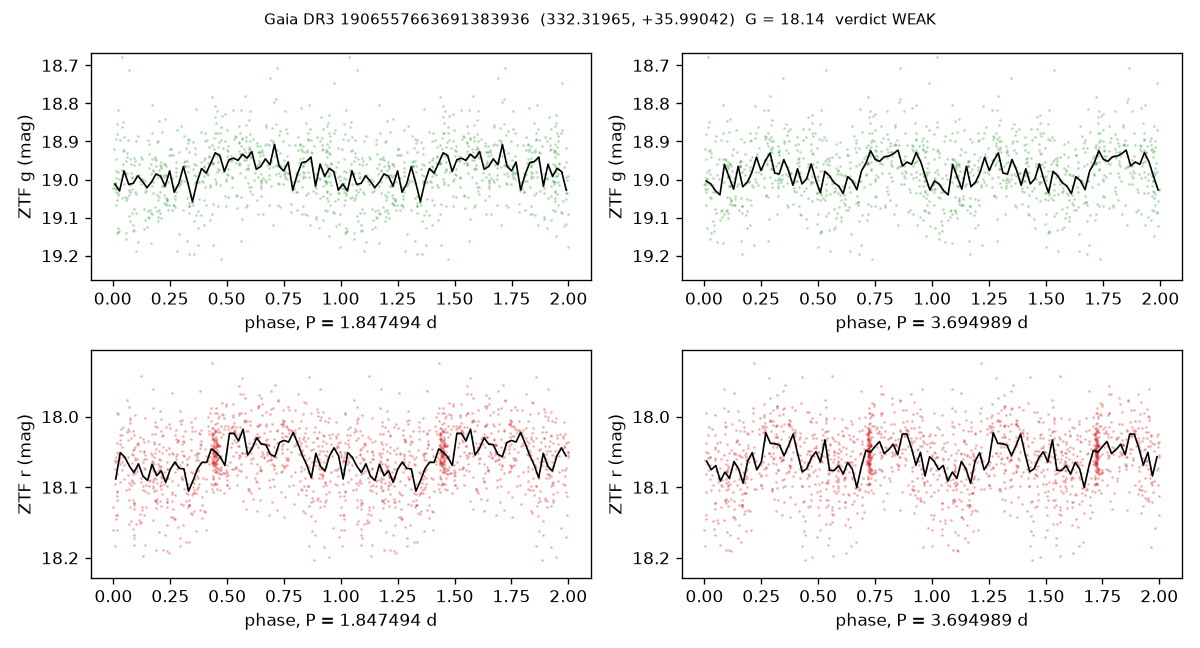 Gaia DR3 1906557663691383936 (332.31965, +35.99042) G = 18.14 verdict WEAK
ZTF g (mag)
18.7
18.8
18.9
19.0
19.1
19.2
0.00 0.25 0.50 0.75 1.00 1.25 1.50 1.75 2.00
phase, P = 1.847494 d
ZTF g (mag)
18.7
18.8
18.9
19.0
19.1
19.2
0.00 0.25 0.50 0.75 1.00 1.25 1.50 1.75 2.00
phase, P = 3.694989 d
ZTF r (mag)
18.0
18.1
18.2
0.00 0.25 0.50 0.75 1.00 1.25 1.50 1.75 2.00
phase, P = 1.847494 d
ZTF r (mag)
18.0
18.1
18.2
0.00 0.25 0.50 0.75 1.00 1.25 1.50 1.75 2.00
phase, P = 3.694989 d